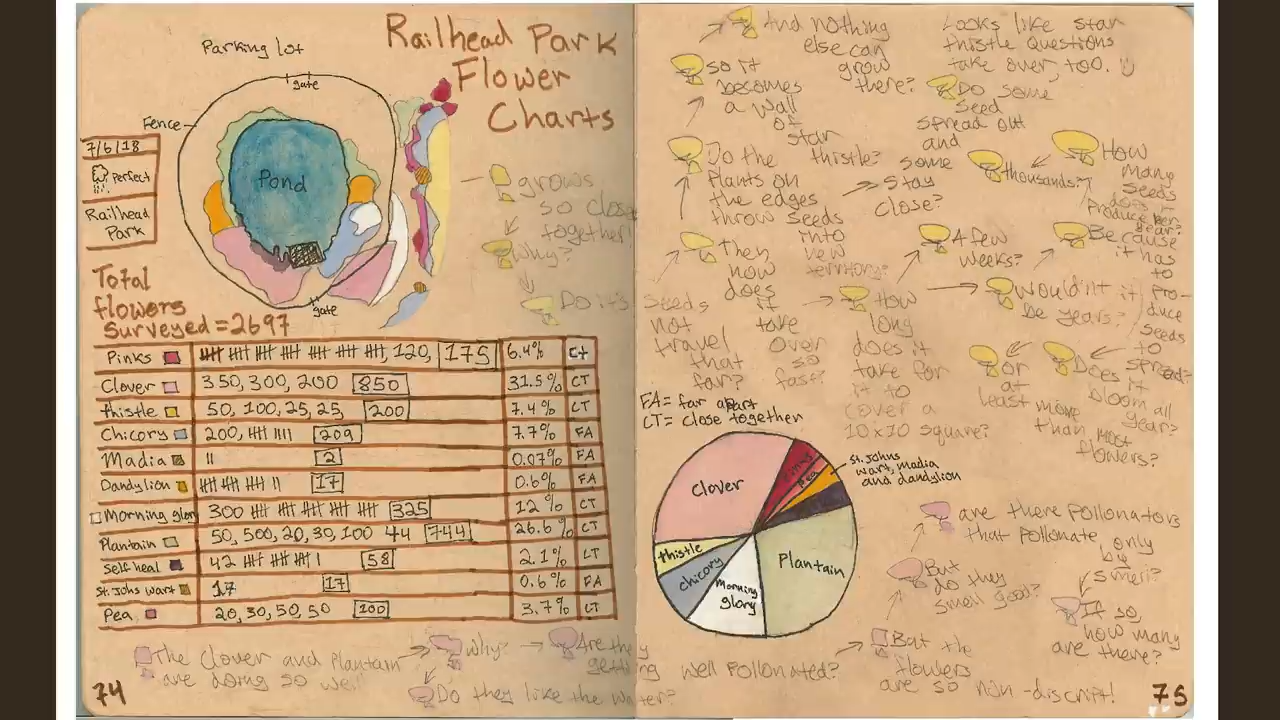 Railhead Park
Flower
Charts
Parking lot
gate
Fence
Pond
gate
7/6/18
Perfect
Railhead
Park
Total
flowers
surveyed = 2697
Pinks 120, 175 6.4% CT
Clover 350, 300, 200 850 31.5% CT
thistle 50, 100, 25, 25, 200 7.4% CT
Chicory 200, 209 7.7% FA
Madia 2 0.07% FA
Dandylion 17 0.6% FA
Morning glory 300 325 12% CT
Plantain 50, 500, 20, 30, 100 44 744 26.6% CT
self heal 42 58 2.1% CT
St. Johns wart 17 17 0.6% FA
Pea 20, 30, 50, 50 100 3.7% CT
The Clover and Plantain
are doing so well
Why?
Are they
getting well Pollonated?
Do they like the water?
74
grows
so close
together!
Why?
Do it's
seeds
not
travel
that
far?
Then
how
does
it
take
over
so
fast?
Do the
Plants on
the edges
throw seeds
into
new
territory?
so it
becomes
a wall
of
star
thistle?
And nothing
else can
grow
there?
Looks like star
thistle questions
take over, too.
Do some
seed
spread out
and
some
stay
close?
thousands?
How
many
seeds
does it
Produce per
year?
Because
it has
to
pro-
duce
seeds
to
spread?
A few
weeks?
wouldn't it
be years?
How
long
does it
take for
it to
cover a
10x10 square?
or
at
least more
than most
flowers?
Does it
bloom all
year?
FA = far apart
CT = Close together
Clover
Pinks
Pea
St. Johns
wart, madia
and dandylion
Plantain
Morning
glory
chicory
thistle
But the
flowers
are so non-discript!
But
do they
smell good?
are there Pollonators
that pollonate only
by
smell?
If so,
how many
are there?
75